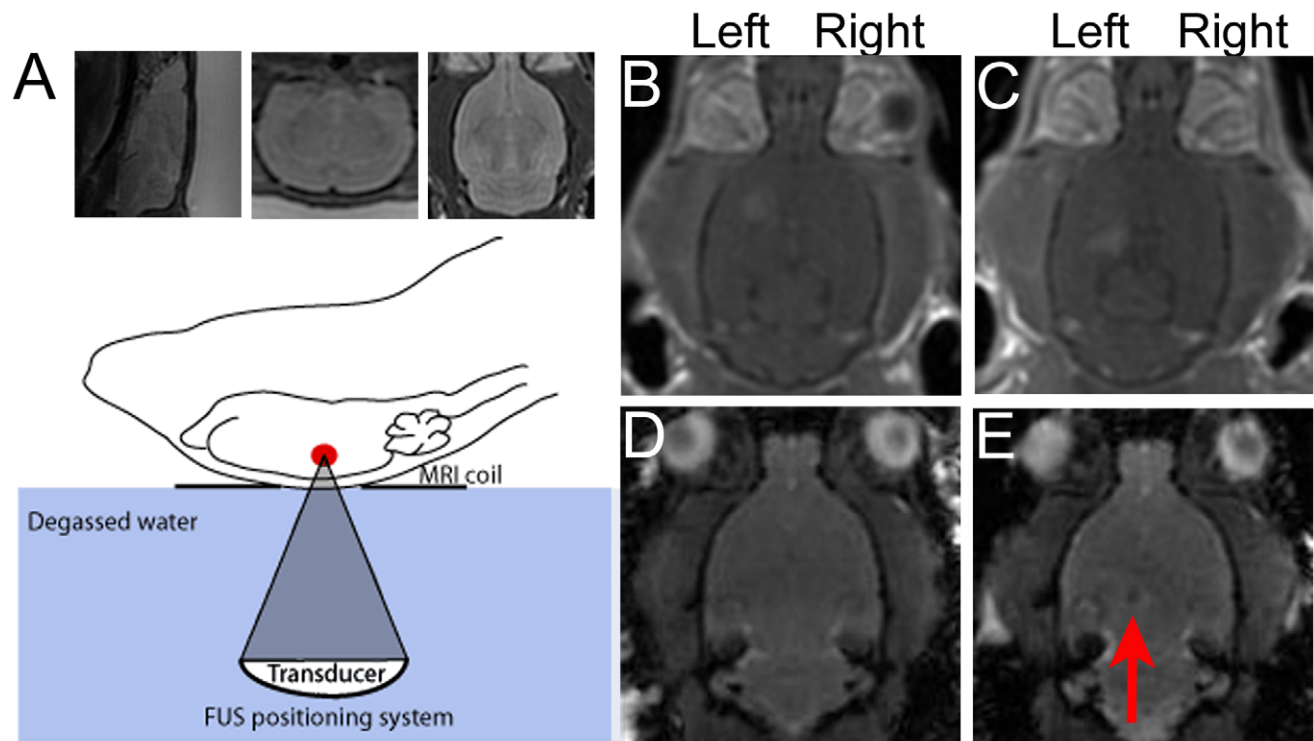 A
Left Right
Left Right
B
C
MRI coil
Degassed water
Transducer
FUS positioning system
D
E